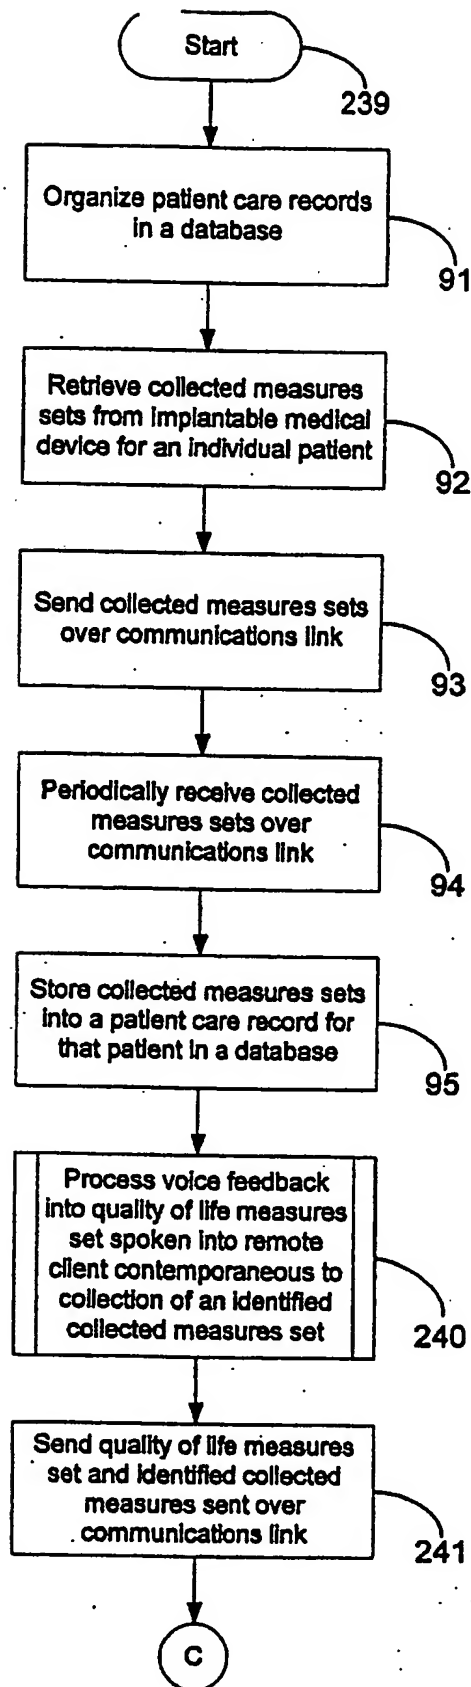 Start
239
Organize patient care records
in a database
91
Retrieve collected measures
sets from implantable medical
device for an individual patient
92
Send collected measures sets
over communications link
93
Periodically receive collected
measures sets over
communications link
94
Store collected measures sets
into a patient care record for
that patient in a database
95
Process voice feedback
into quality of life measures
set spoken into remote
client contemporaneous to
collection of an identified
collected measures set
240
Send quality of life measures
set and identified collected
measures sent over
communications link
241
C